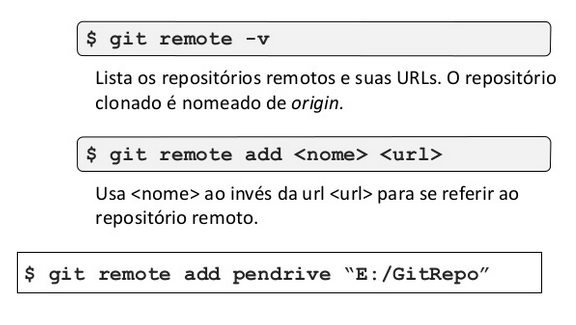 $ git remote -v
Lista os repositórios remotos e suas URLs. O repositório
clonado é nomeado de origin.
$ git remote add <nome> <url>
Usa <nome> ao invés da url <url> para se referir ao
repositório remoto.
$ git remote add pendrive “E:/GitRepo”